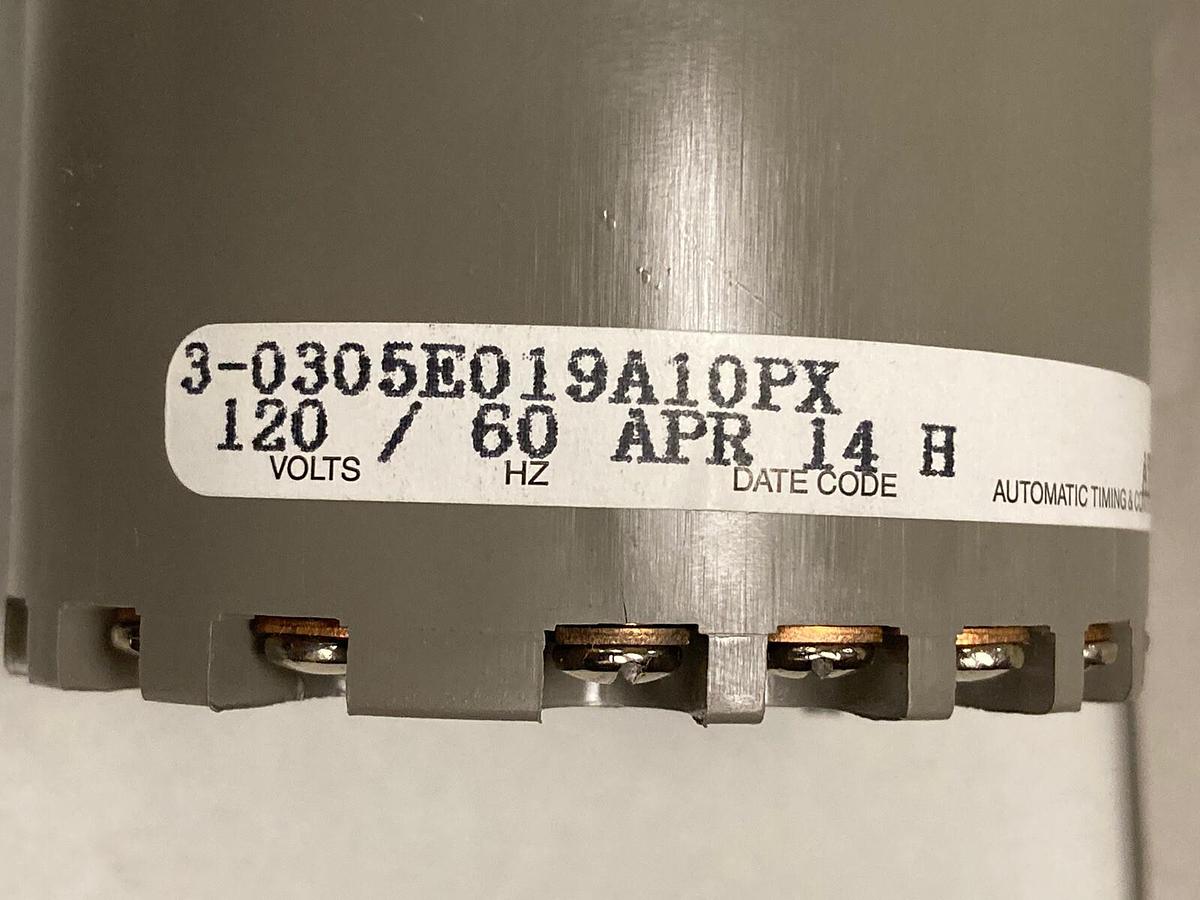 3-0305E019A10PX
120 / 60 APR 14 H
VOLTS HZ DATE CODE
AUTOMATIC TIMING &